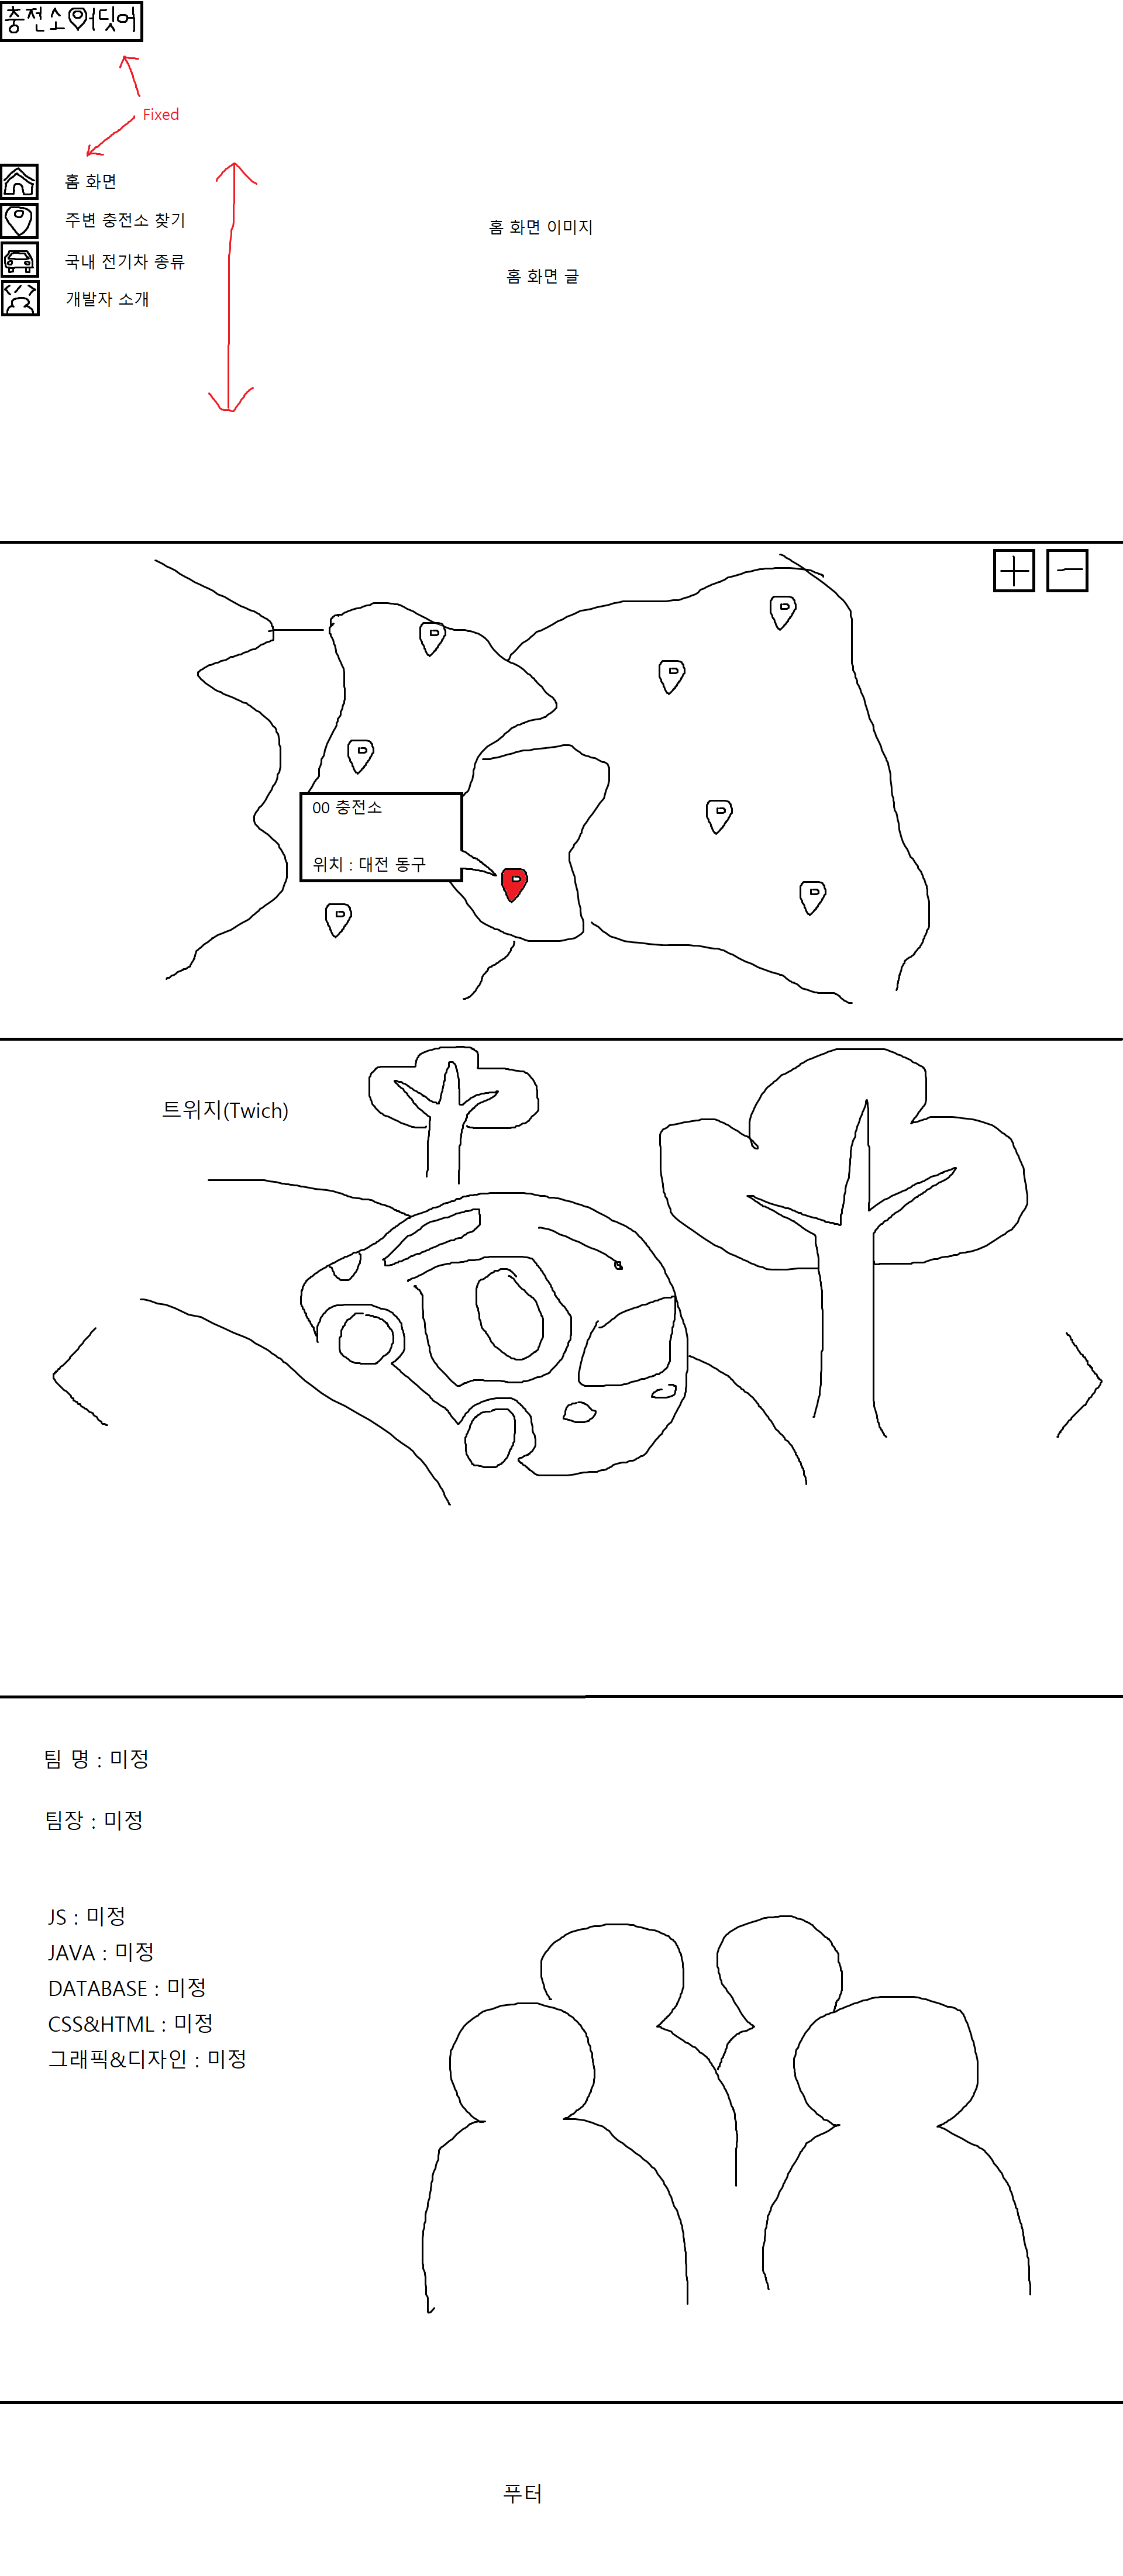 충전소 어딧어
Fixed
홈 화면
주변 충전소 찾기
국내 전기차 종류
개발자 소개
홈 화면 이미지
홈 화면 글
00 충전소
위치 : 대전 동구
트위지(Twich)
팀 명 : 미정
팀장 : 미정
JS : 미정
JAVA : 미정
DATABASE : 미정
CSS&HTML : 미정
그래픽&디자인 : 미정
푸터